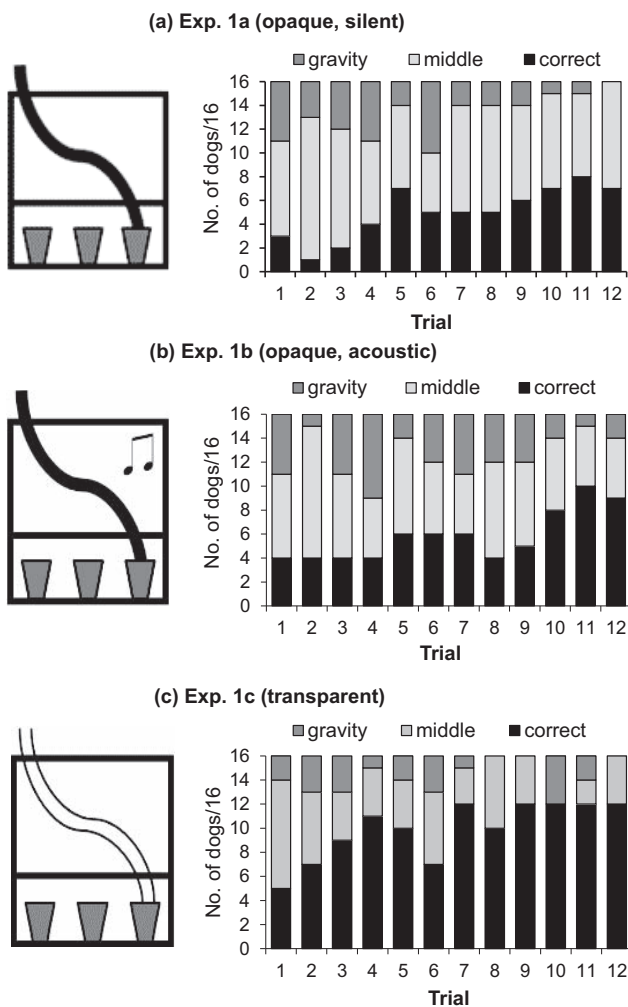 (a) Exp. 1a (opaque, silent)
gravity middle correct
No. of dogs/16
16
14
12
10
8
6
4
2
0
1 2 3 4 5 6 7 8 9 10 11 12
Trial
(b) Exp. 1b (opaque, acoustic)
gravity middle correct
No. of dogs/16
16
14
12
10
8
6
4
2
0
1 2 3 4 5 6 7 8 9 10 11 12
Trial
(c) Exp. 1c (transparent)
gravity middle correct
No. of dogs/16
16
14
12
10
8
6
4
2
0
1 2 3 4 5 6 7 8 9 10 11 12
Trial